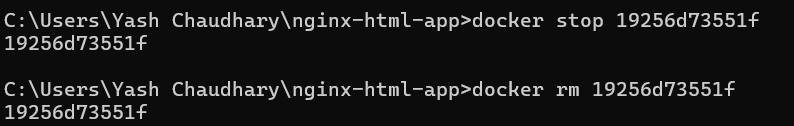 C:\Users\Yash Chaudhary\nginx-html-app>docker stop 19256d73551f
19256d73551f
C:\Users\Yash Chaudhary\nginx-html-app>docker rm 19256d73551f
19256d73551f